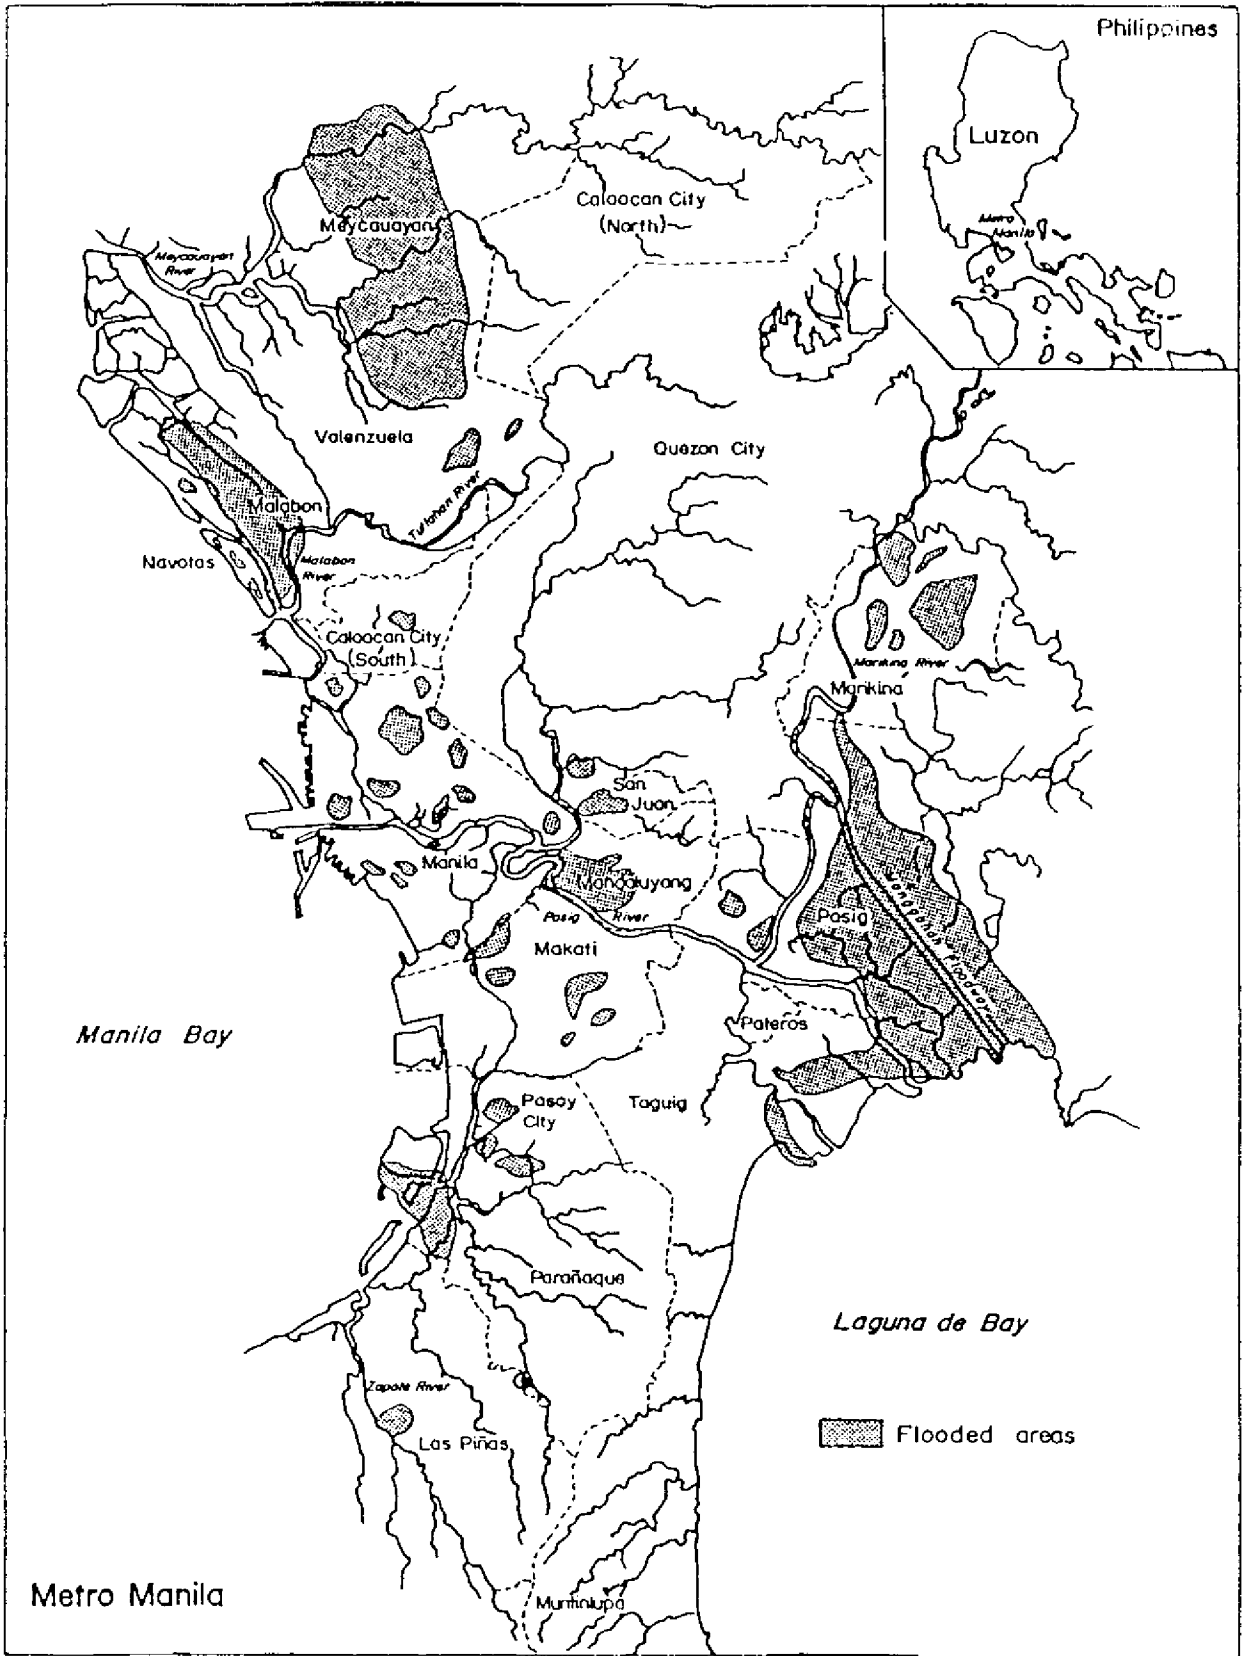 Philippines
Luzon
Metro
Manila
Caloocan City
(North)
Meycauayan
Meycauayan
River
Valenzuela
Quezon City
Tullahan River
Malabon
Navotas
Malabon
River
Caloocan City
(South)
Marikina River
Marikina
San
Juan
Manila
Mandaluyong
Pasig
Mangahan Floodway
Pasig River
Makati
Manila Bay
Pateros
Pasay
City
Taguig
Parañaque
Laguna de Bay
Zapote River
Las Piñas
Flooded areas
Metro Manila
Muntinlupa